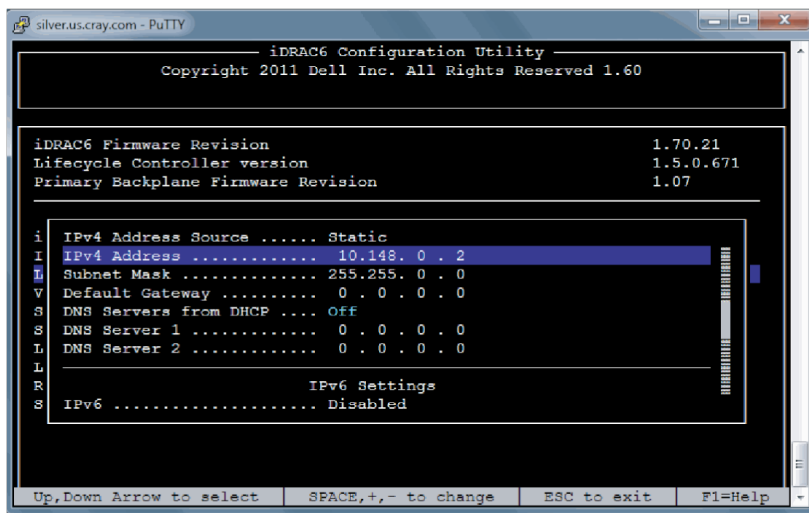 silver.us.cray.com - PuTTY
iDRAC6 Configuration Utility
Copyright 2011 Dell Inc. All Rights Reserved 1.60
iDRAC6 Firmware Revision 1.70.21
Lifecycle Controller version 1.5.0.671
Primary Backplane Firmware Revision 1.07
i IPv4 Address Source ...... Static
I IPv4 Address ............. 10.148. 0 . 2
L Subnet Mask .............. 255.255. 0 . 0
V Default Gateway .......... 0 . 0 . 0 . 0
S DNS Servers from DHCP .... Off
S DNS Server 1 ............. 0 . 0 . 0 . 0
L DNS Server 2 ............. 0 . 0 . 0 . 0
L
R IPv6 Settings
S IPv6 ..................... Disabled
Up,Down Arrow to select SPACE,+,- to change ESC to exit F1=Help